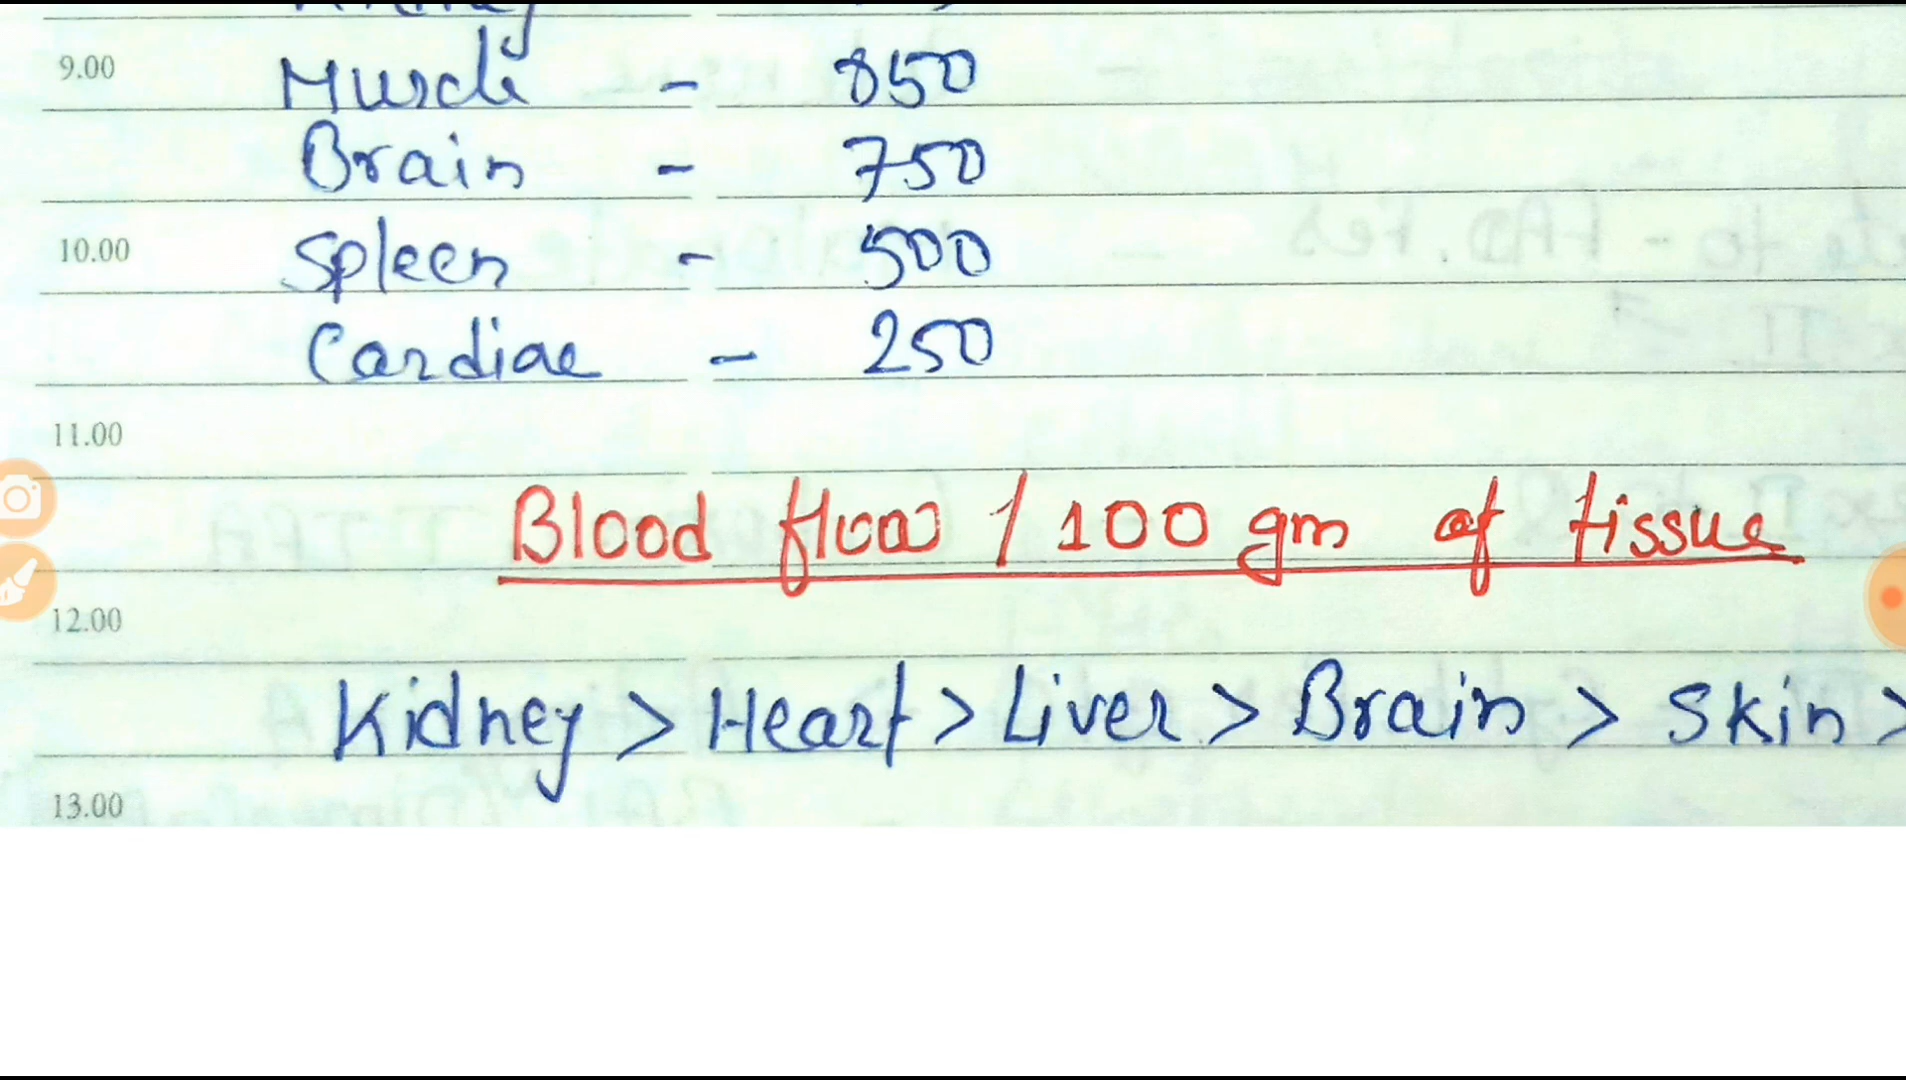 9.00 Muscle - 850
Brain - 750
10.00 Spleen - 500
Cardiac - 250
11.00
Blood flow / 100 gm of tissue
12.00
Kidney > Heart > Liver > Brain > Skin >
13.00